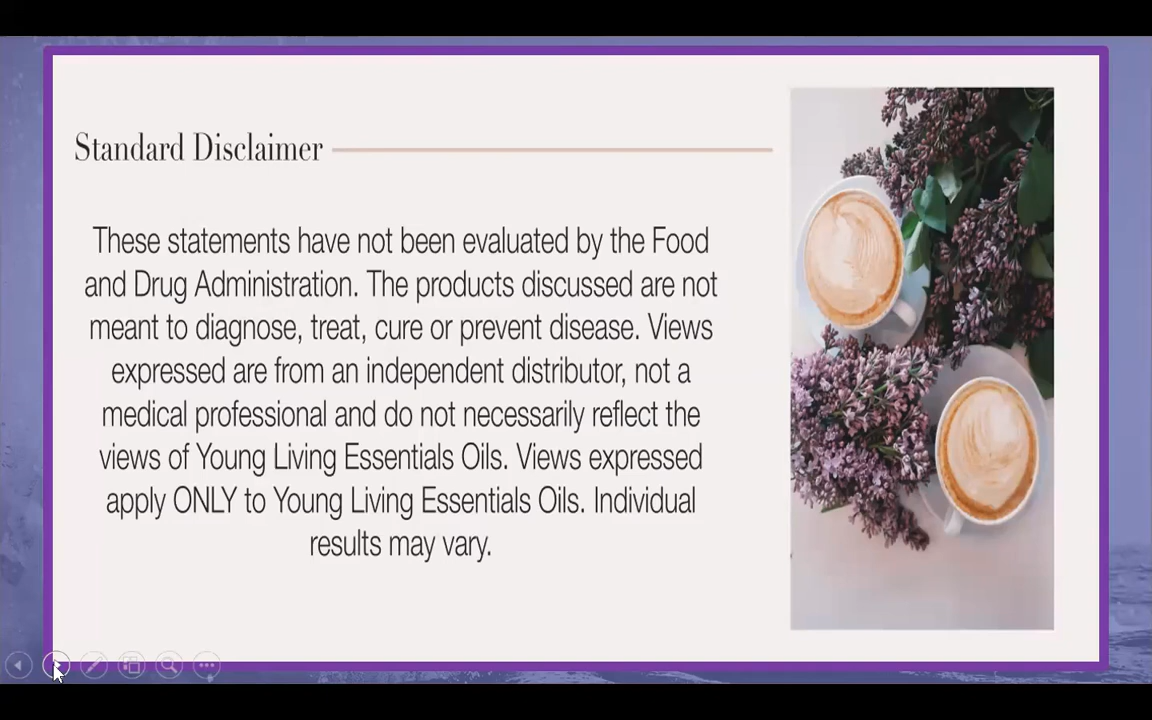 Standard Disclaimer
These statements have not been evaluated by the Food
and Drug Administration. The products discussed are not
meant to diagnose, treat, cure or prevent disease. Views
expressed are from an independent distributor, not a
medical professional and do not necessarily reflect the
views of Young Living Essentials Oils. Views expressed
apply ONLY to Young Living Essentials Oils. Individual
results may vary.